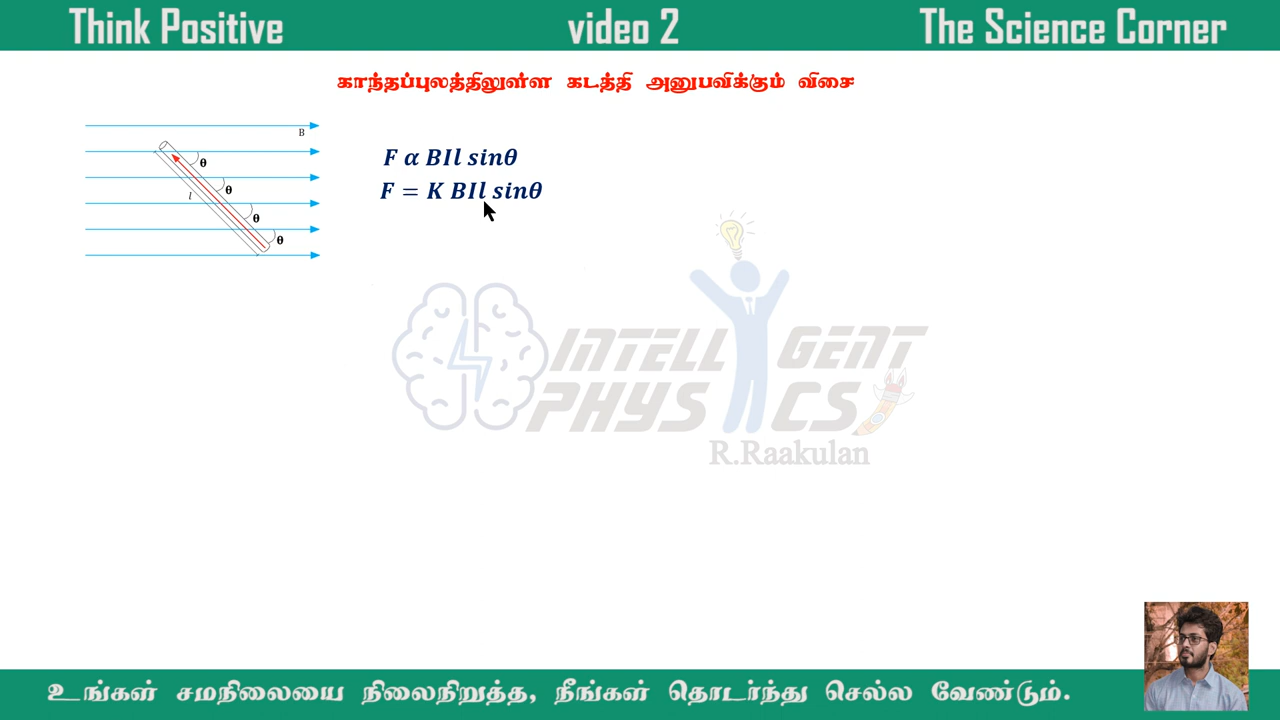 Think Positive
video 2
The Science Corner
காந்தப்புலத்திலுள்ள கடத்தி அனுபவிக்கும் விசை
B
θ
θ
l
θ
θ
F α BIl sinθ
F = K BIl sinθ
INTELLIGENT
PHYSICS
R.Raakulan
உங்கள் சமநிலையை நிலைநிறுத்த, நீங்கள் தொடர்ந்து செல்ல வேண்டும்.